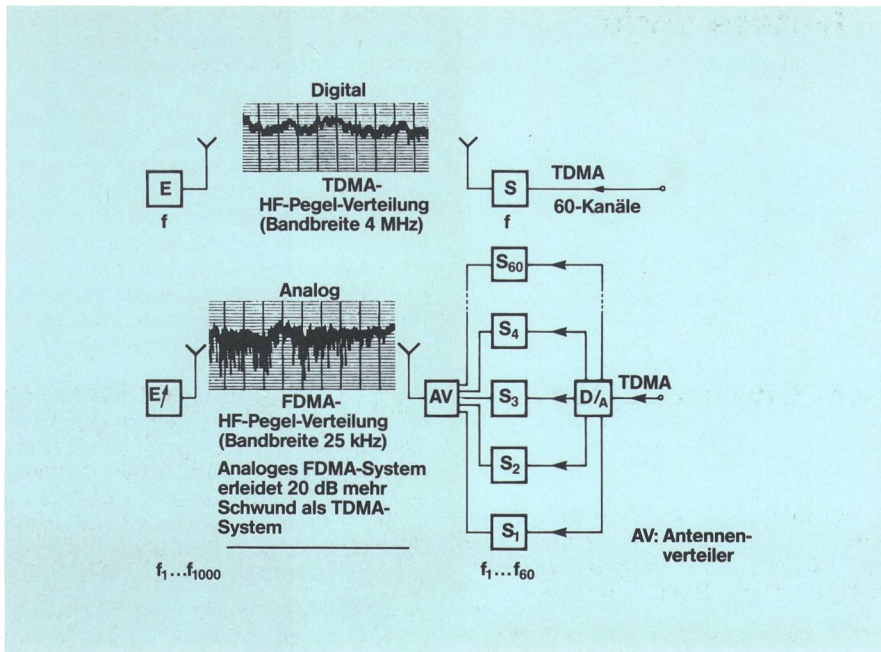 Digital
E
f
TDMA-
HF-Pegel-Verteilung
(Bandbreite 4 MHz)
S
f
TDMA
60-Kanäle
Analog
E
FDMA-
HF-Pegel-Verteilung
(Bandbreite 25 kHz)
Analoges FDMA-System
erleidet 20 dB mehr
Schwund als TDMA-
System
f₁...f₁₀₀₀
AV
S₆₀
S₄
S₃
S₂
S₁
f₁...f₆₀
D/A
TDMA
AV: Antennen-
verteiler